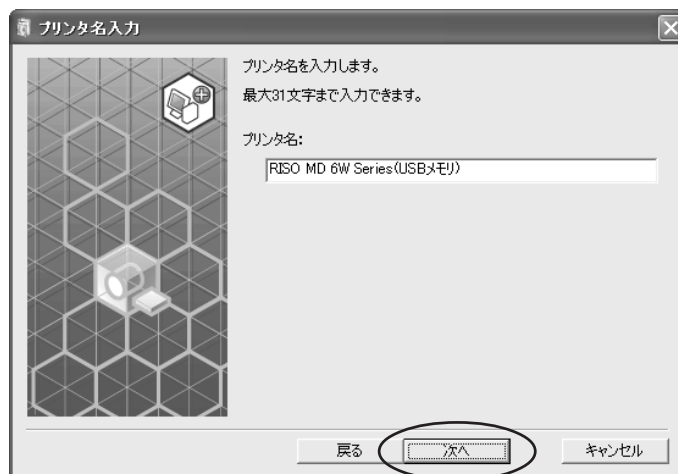 プリンタ名入力
プリンタ名を入力します。
最大31文字まで入力できます。
プリンタ名:
RISO MD 6W Series(USBメモリ)
戻る
次へ
キャンセル